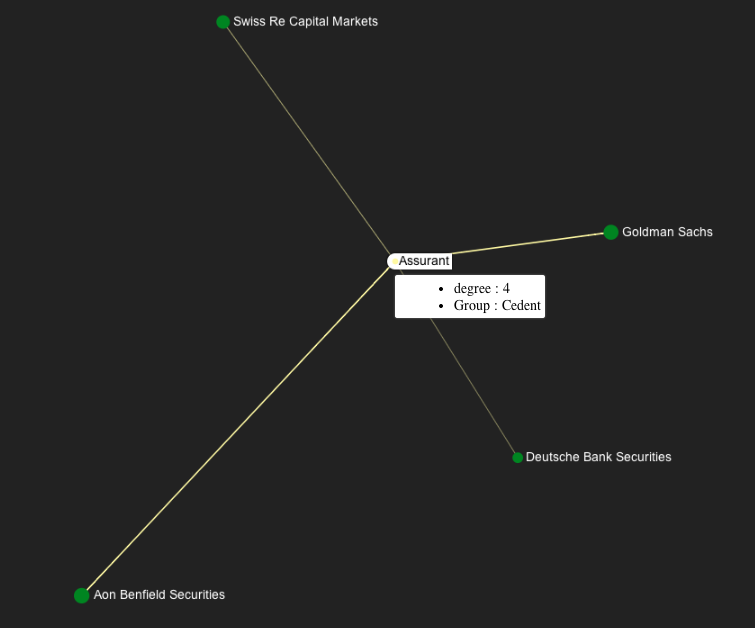 Swiss Re Capital Markets
Goldman Sachs
Assurant
degree : 4
Group : Cedent
Deutsche Bank Securities
Aon Benfield Securities